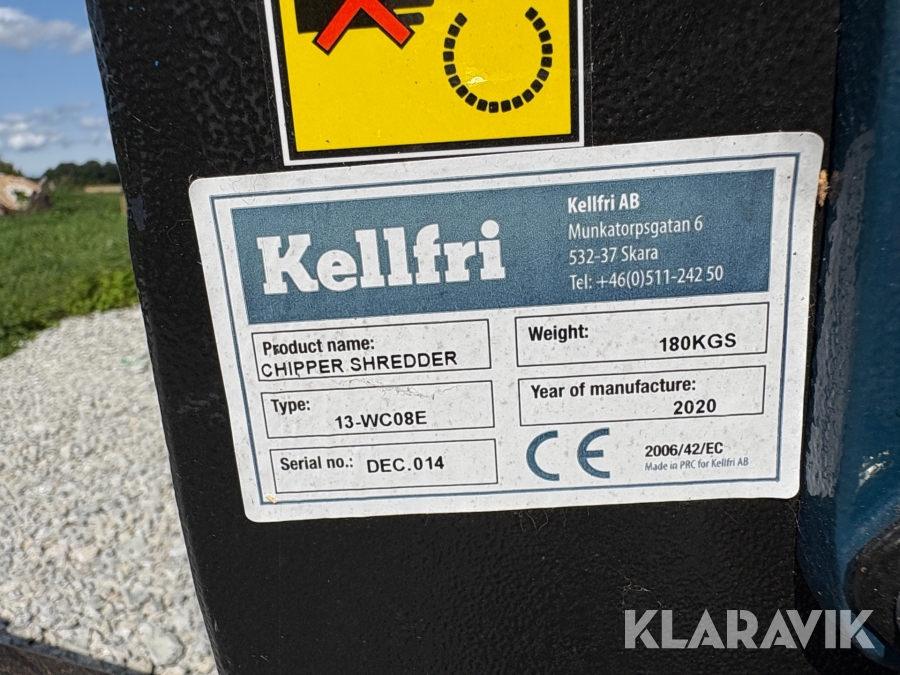 Kellfri
Kellfri AB
Munkatorpsgatan 6
532-37 Skara
Tel: +46(0)511-242 50
Product name:
CHIPPER SHREDDER
Weight:
180KGS
Type:
13-WC08E
Year of manufacture:
2020
Serial no.: DEC.014
CE
2006/42/EC
Made in PRC for Kellfri AB
KLARAVIK